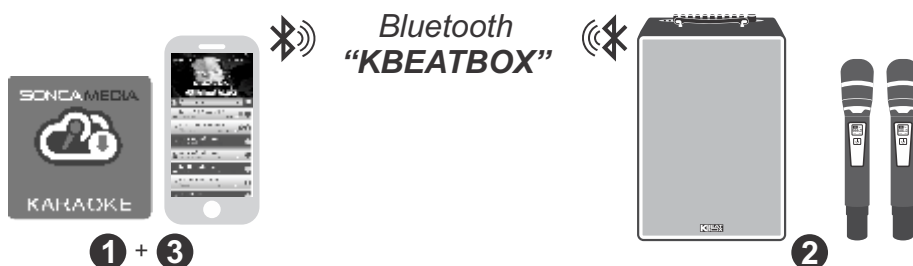 Bluetooth
“KBEATBOX”
SONCAMEDIA
KARAOKE
1 + 3
2